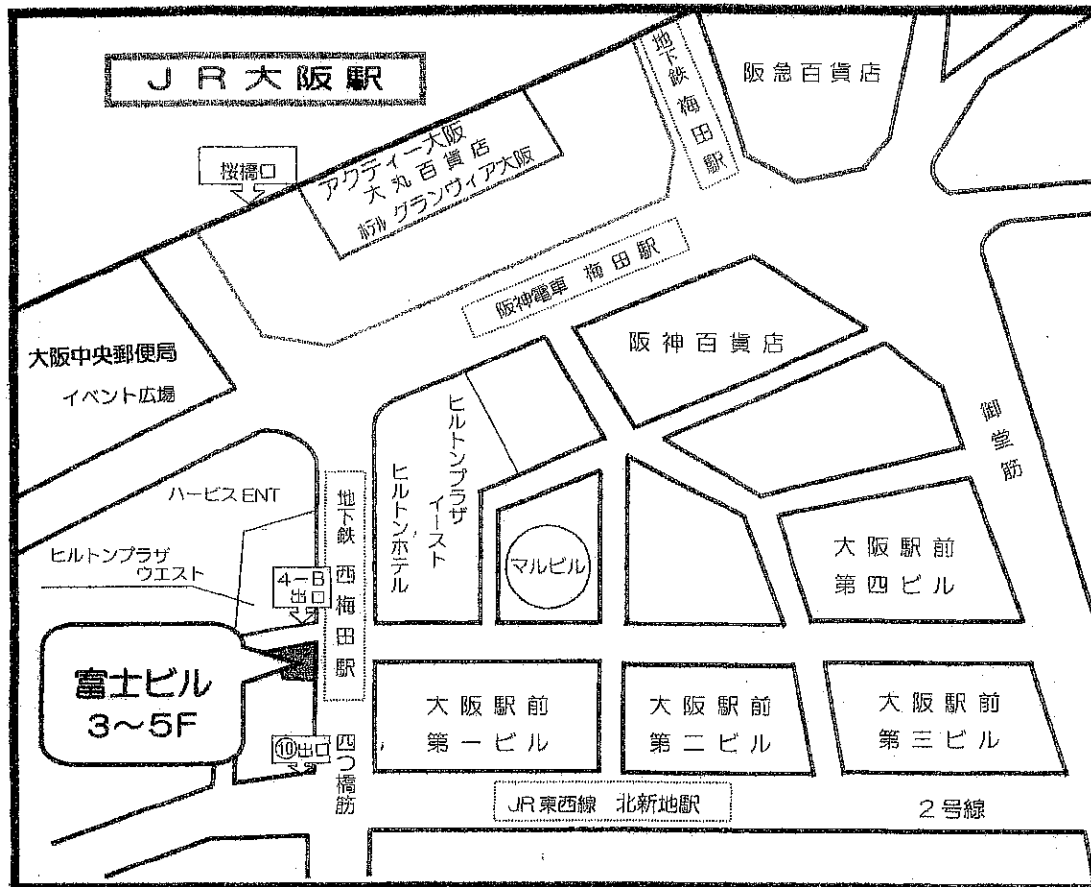 JR大阪駅
桜橋口
アクティー大阪
大丸百貨店
ホテル グランヴィア大阪
地下鉄 梅田駅
阪急百貨店
阪神電車 梅田駅
阪神百貨店
御堂筋
大阪中央郵便局
イベント広場
ハービスENT
ヒルトンプラザ
ウエスト
地下鉄 西梅田駅
ヒルトンホテル
ヒルトンプラザ
イースト
マルビル
大阪駅前
第四ビル
4-B
出口
富士ビル
3〜5F
⑩出口
四つ橋筋
大阪駅前
第一ビル
大阪駅前
第二ビル
大阪駅前
第三ビル
JR東西線 北新地駅
2号線